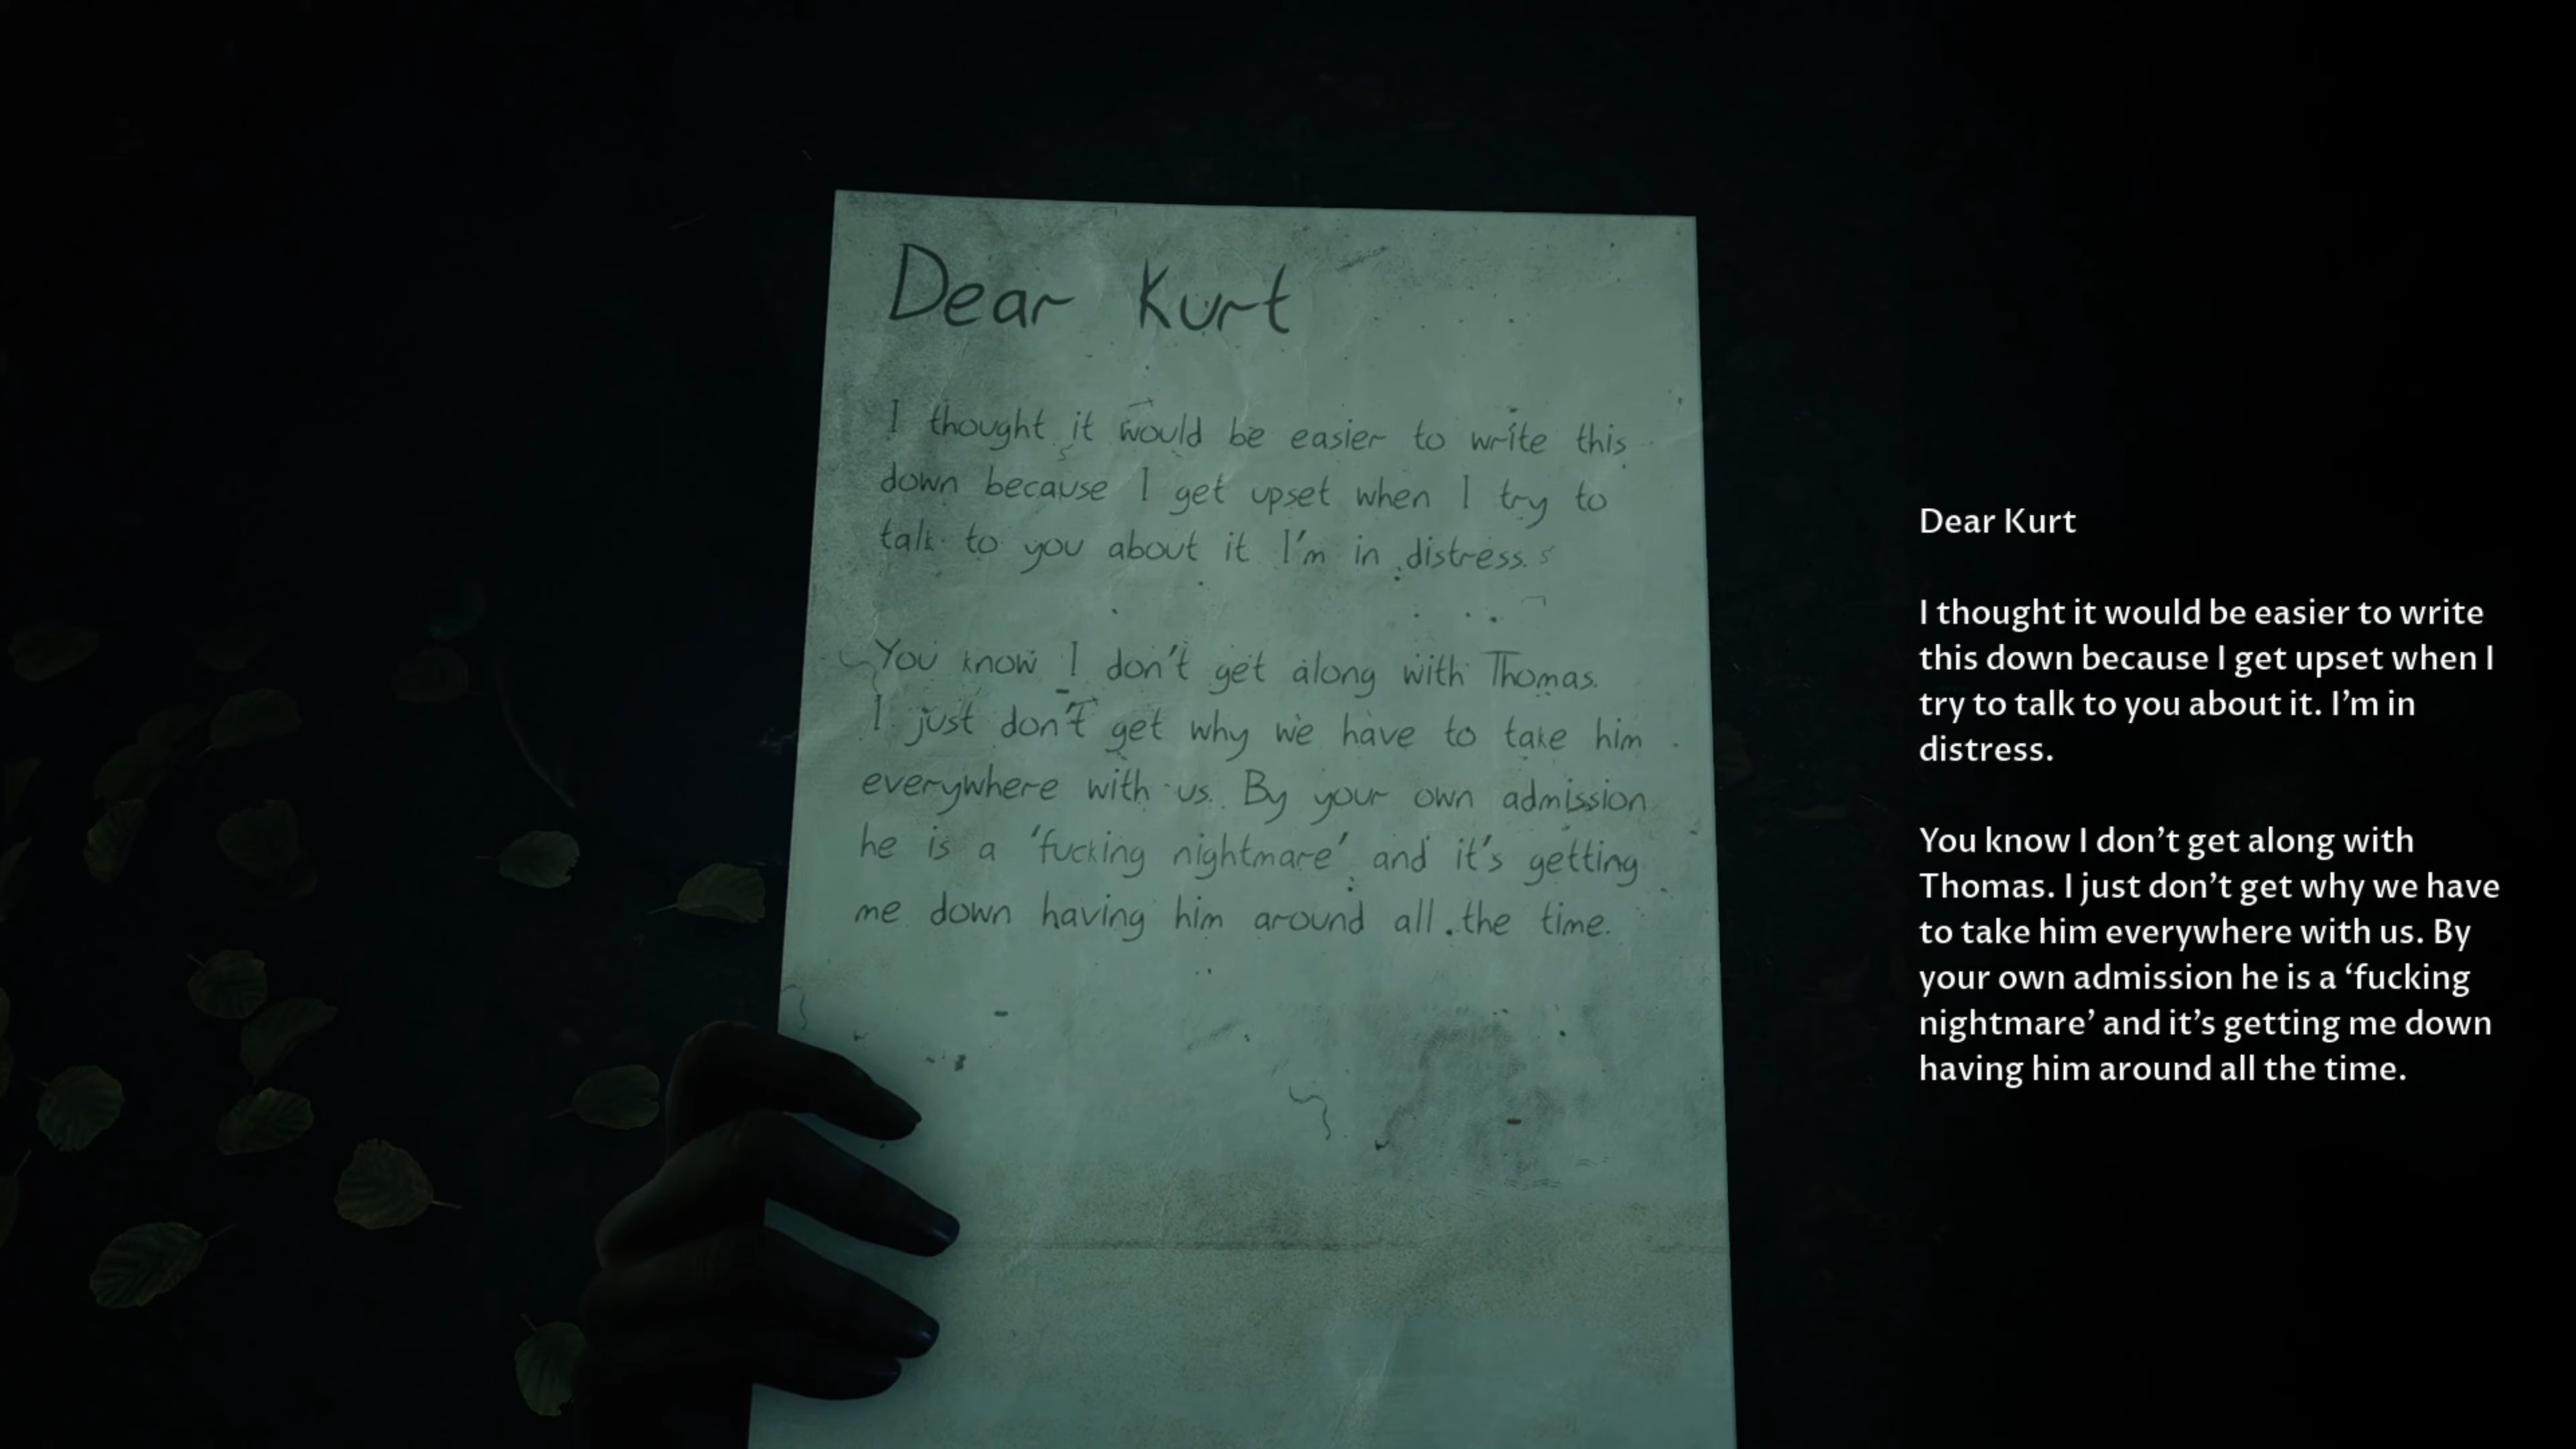 Dear Kurt
I thought it would be easier to write this
down because I get upset when I try to
talk to you about it I'm in distress.
You know I don't get along with Thomas.
I just don't get why we have to take him
everywhere with us. By your own admission
he is a 'fucking nightmare' and it's getting
me down having him around all the time.
Dear Kurt
I thought it would be easier to write
this down because I get upset when I
try to talk to you about it. I’m in
distress.
You know I don’t get along with
Thomas. I just don’t get why we have
to take him everywhere with us. By
your own admission he is a ‘fucking
nightmare’ and it’s getting me down
having him around all the time.